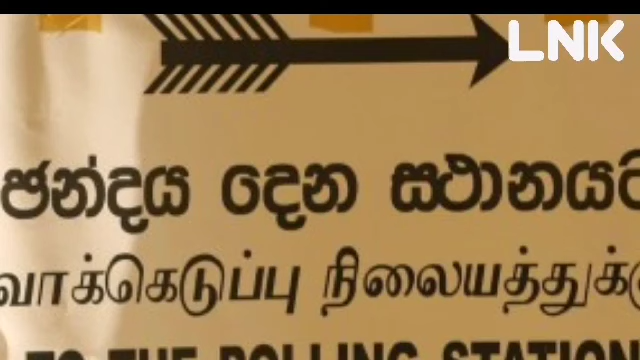 LNK
ඡන්දය දෙන ස්ථානයට
வாக்கெடுப்பு நிலையத்துக்கு
TO THE POLLING STATION